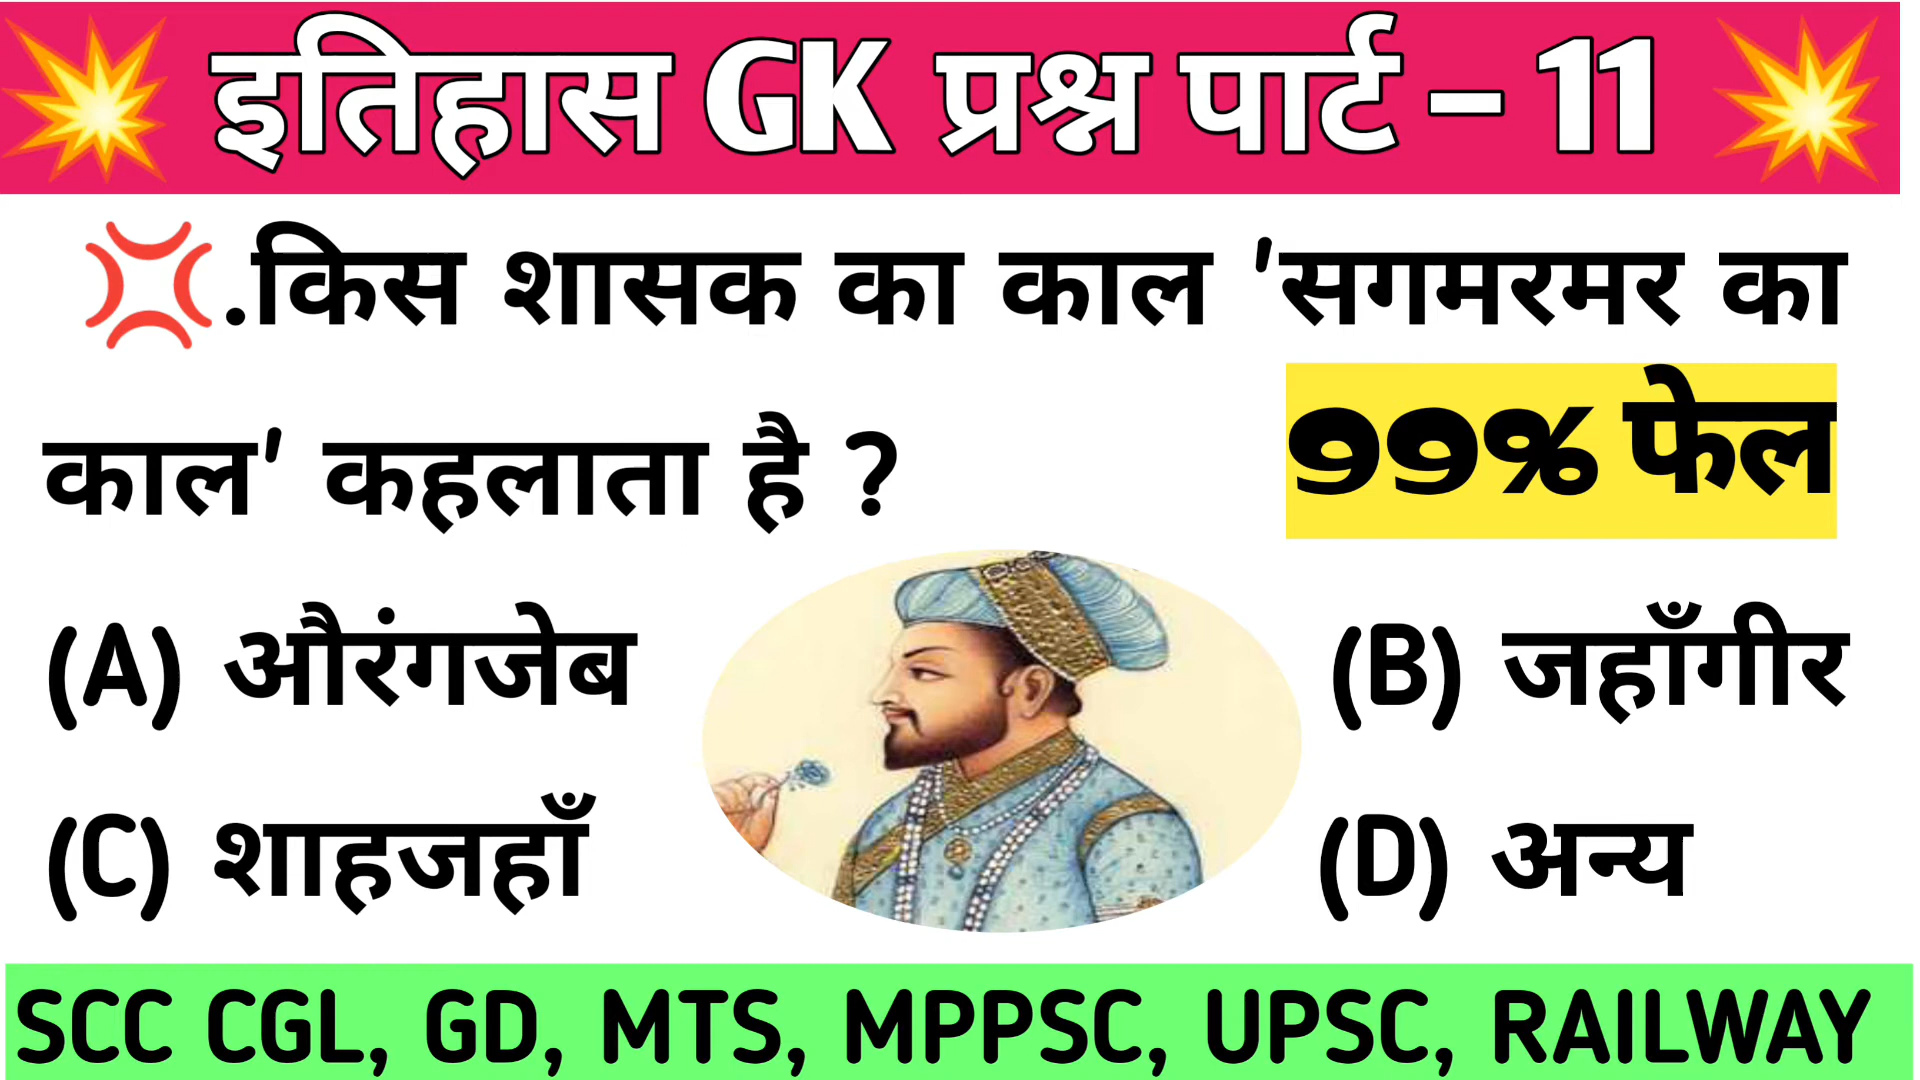 इतिहास GK प्रश्न पार्ट – 11
.किस शासक का काल 'सगमरमर का
काल' कहलाता है ?
99% फेल
(A) औरंगजेब
(B) जहाँगीर
(C) शाहजहाँ
(D) अन्य
SCC CGL, GD, MTS, MPPSC, UPSC, RAILWAY